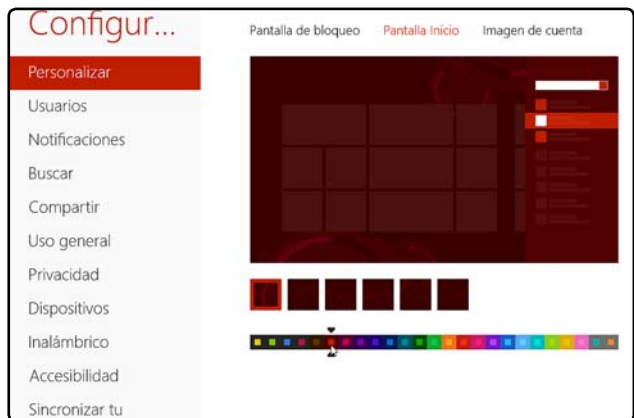 Configur...
Pantalla de bloqueo Pantalla Inicio Imagen de cuenta
Personalizar
Usuarios
Notificaciones
Buscar
Compartir
Uso general
Privacidad
Dispositivos
Inalámbrico
Accesibilidad
Sincronizar tu